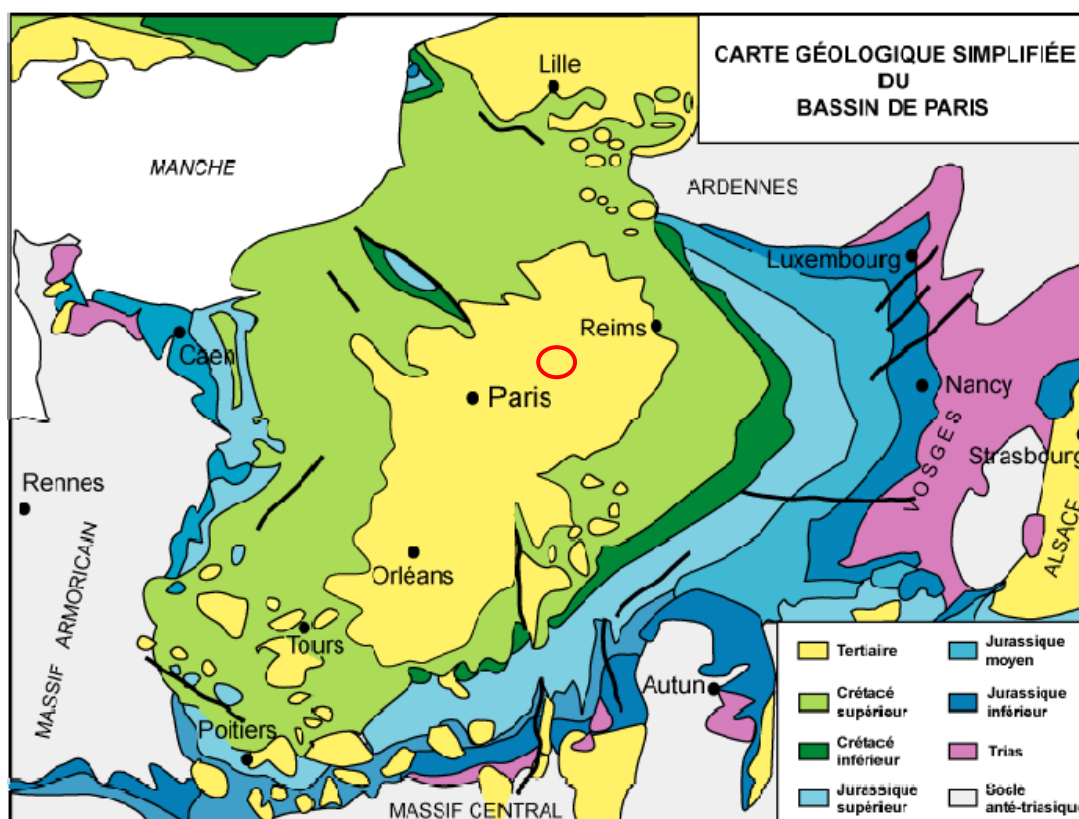 CARTE GÉOLOGIQUE SIMPLIFIÉE
DU
BASSIN DE PARIS
Lille
MANCHE
ARDENNES
Luxembourg
Reims
Caen
Paris
Nancy
VOSGES
Strasbourg
Rennes
ALSACE
Orléans
MASSIF ARMORICAIN
Tours
Autun
Poitiers
MASSIF CENTRAL
Tertiaire
Crétacé
supérieur
Crétacé
inférieur
Jurassique
supérieur
Jurassique
moyen
Jurassique
inférieur
Trias
Socle
anté-triasique